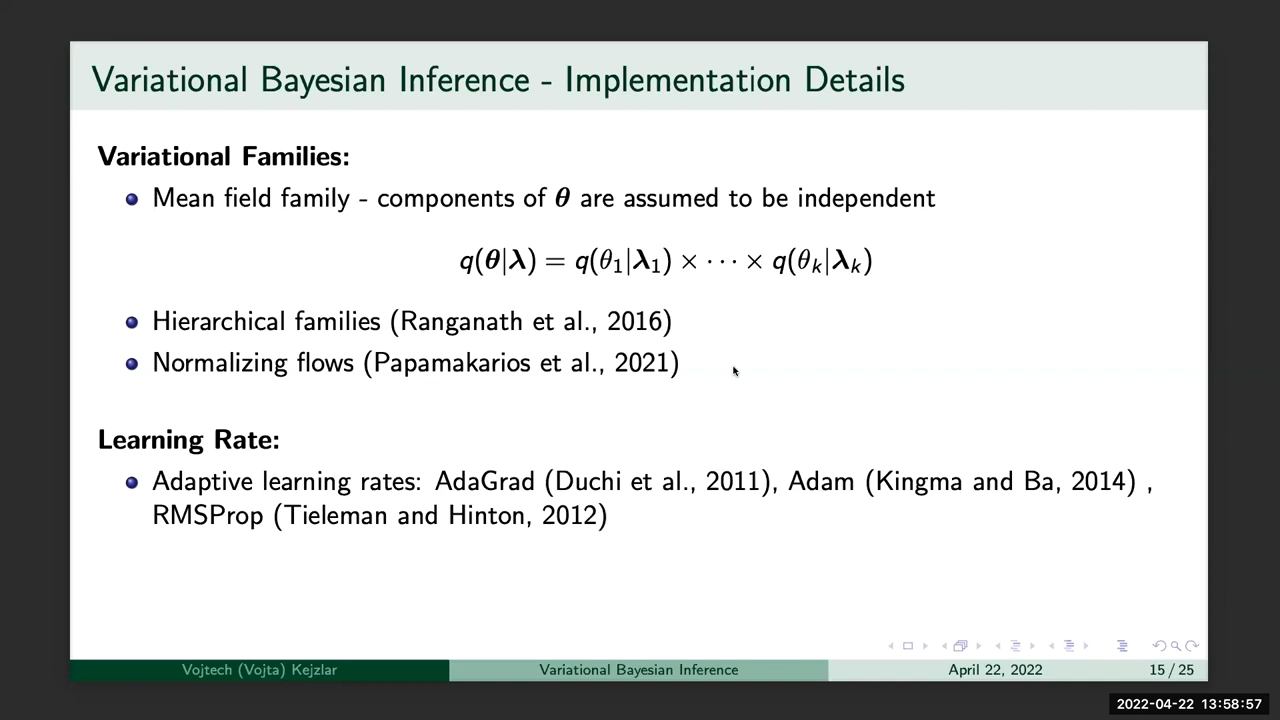 Variational Bayesian Inference - Implementation Details
Variational Families:
Mean field family - components of θ are assumed to be independent
q(θ|λ) = q(θ₁|λ₁) × ··· × q(θₖ|λₖ)
Hierarchical families (Ranganath et al., 2016)
Normalizing flows (Papamakarios et al., 2021)
Learning Rate:
Adaptive learning rates: AdaGrad (Duchi et al., 2011), Adam (Kingma and Ba, 2014) ,
RMSProp (Tieleman and Hinton, 2012)
Vojtech (Vojta) Kejzlar Variational Bayesian Inference April 22, 2022 15 / 25
2022-04-22 13:58:57